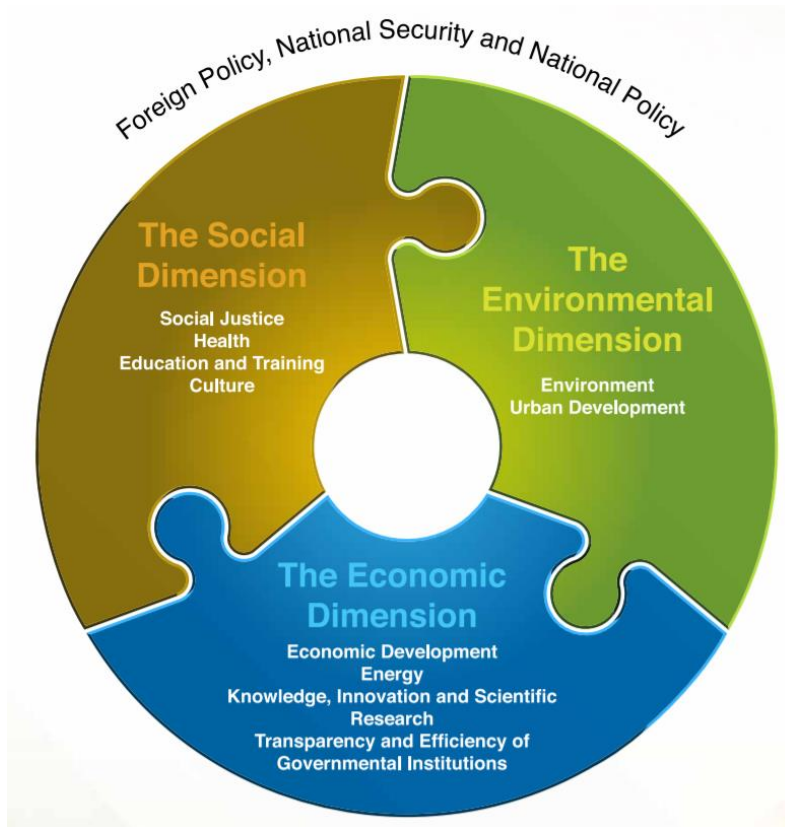 Foreign Policy, National Security and National Policy
The Social
Dimension
Social Justice
Health
Education and Training
Culture
The
Environmental
Dimension
Environment
Urban Development
The Economic
Dimension
Economic Development
Energy
Knowledge, Innovation and Scientific
Research
Transparency and Efficiency of
Governmental Institutions